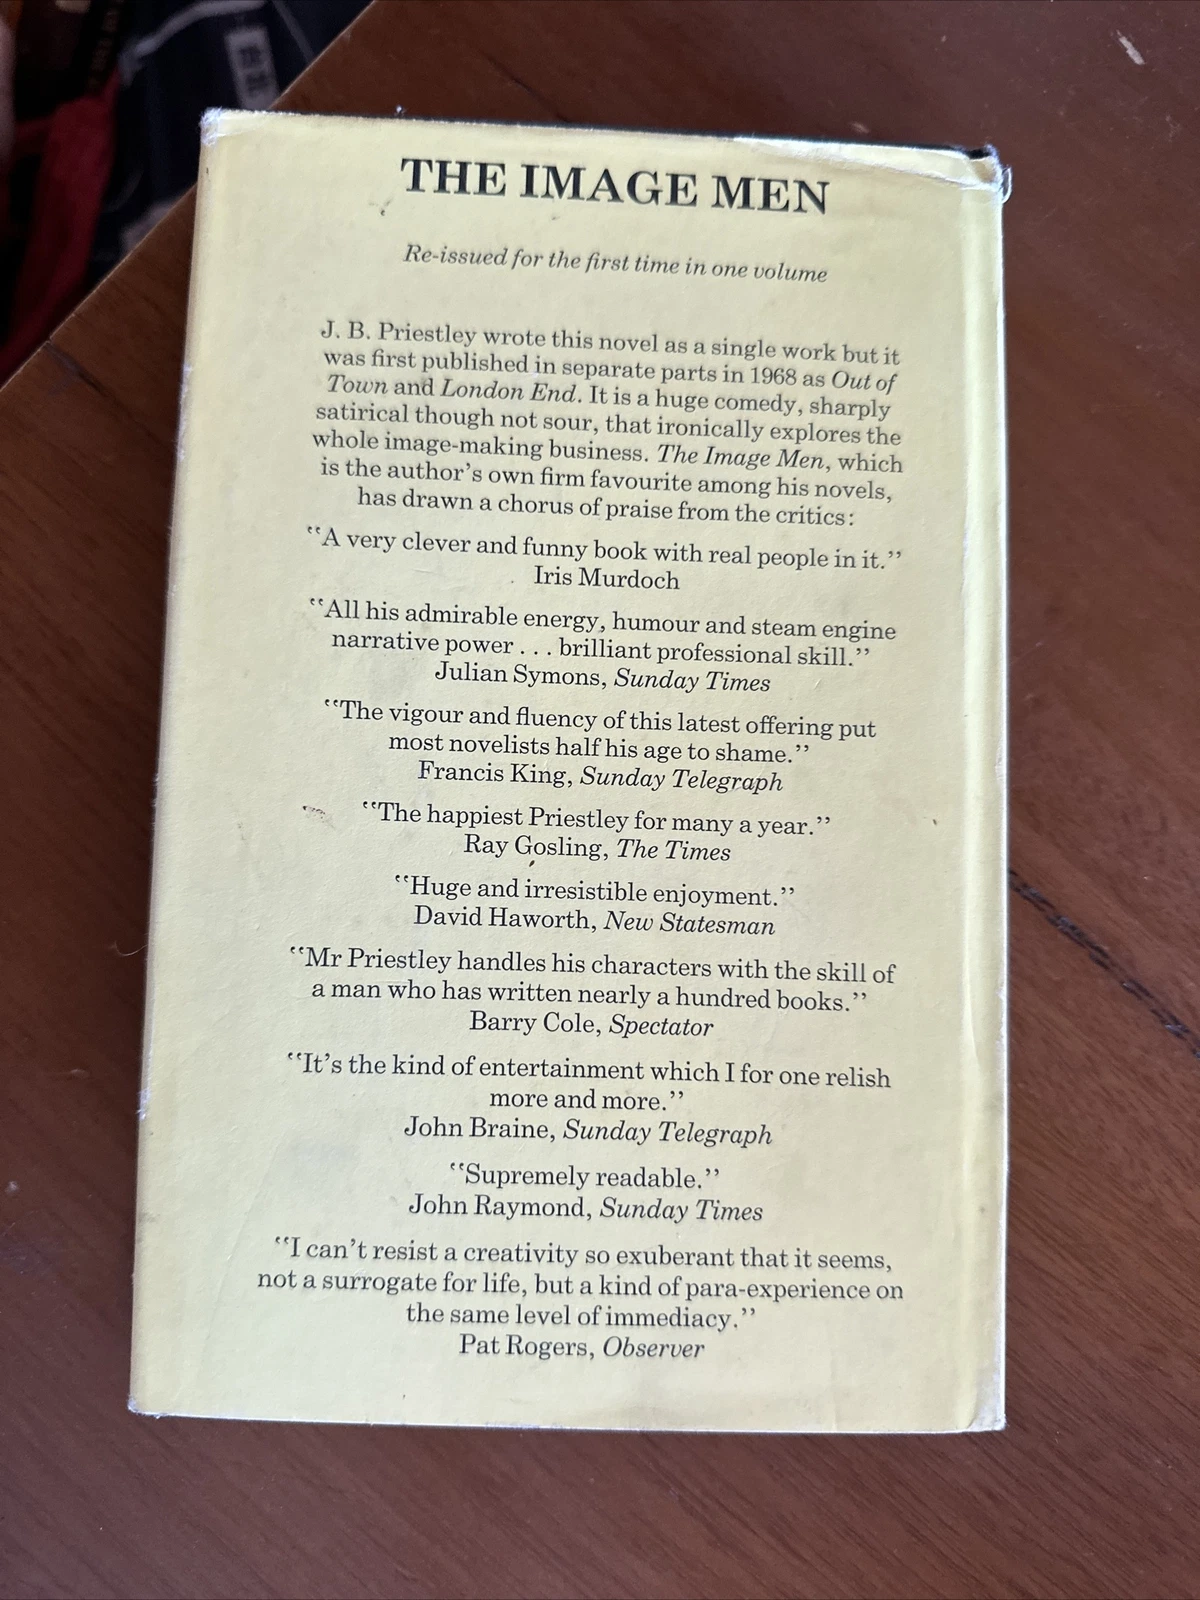 THE IMAGE MEN
Re-issued for the first time in one volume
J. B. Priestley wrote this novel as a single work but it
was first published in separate parts in 1968 as Out of
Town and London End. It is a huge comedy, sharply
satirical though not sour, that ironically explores the
whole image-making business. The Image Men, which
is the author's own firm favourite among his novels,
has drawn a chorus of praise from the critics:
“A very clever and funny book with real people in it.”
Iris Murdoch
“All his admirable energy, humour and steam engine
narrative power . . . brilliant professional skill.”
Julian Symons, Sunday Times
“The vigour and fluency of this latest offering put
most novelists half his age to shame.”
Francis King, Sunday Telegraph
“The happiest Priestley for many a year.”
Ray Gosling, The Times
“Huge and irresistible enjoyment.”
David Haworth, New Statesman
“Mr Priestley handles his characters with the skill of
a man who has written nearly a hundred books.”
Barry Cole, Spectator
“It's the kind of entertainment which I for one relish
more and more.”
John Braine, Sunday Telegraph
“Supremely readable.”
John Raymond, Sunday Times
“I can't resist a creativity so exuberant that it seems,
not a surrogate for life, but a kind of para-experience on
the same level of immediacy.”
Pat Rogers, Observer